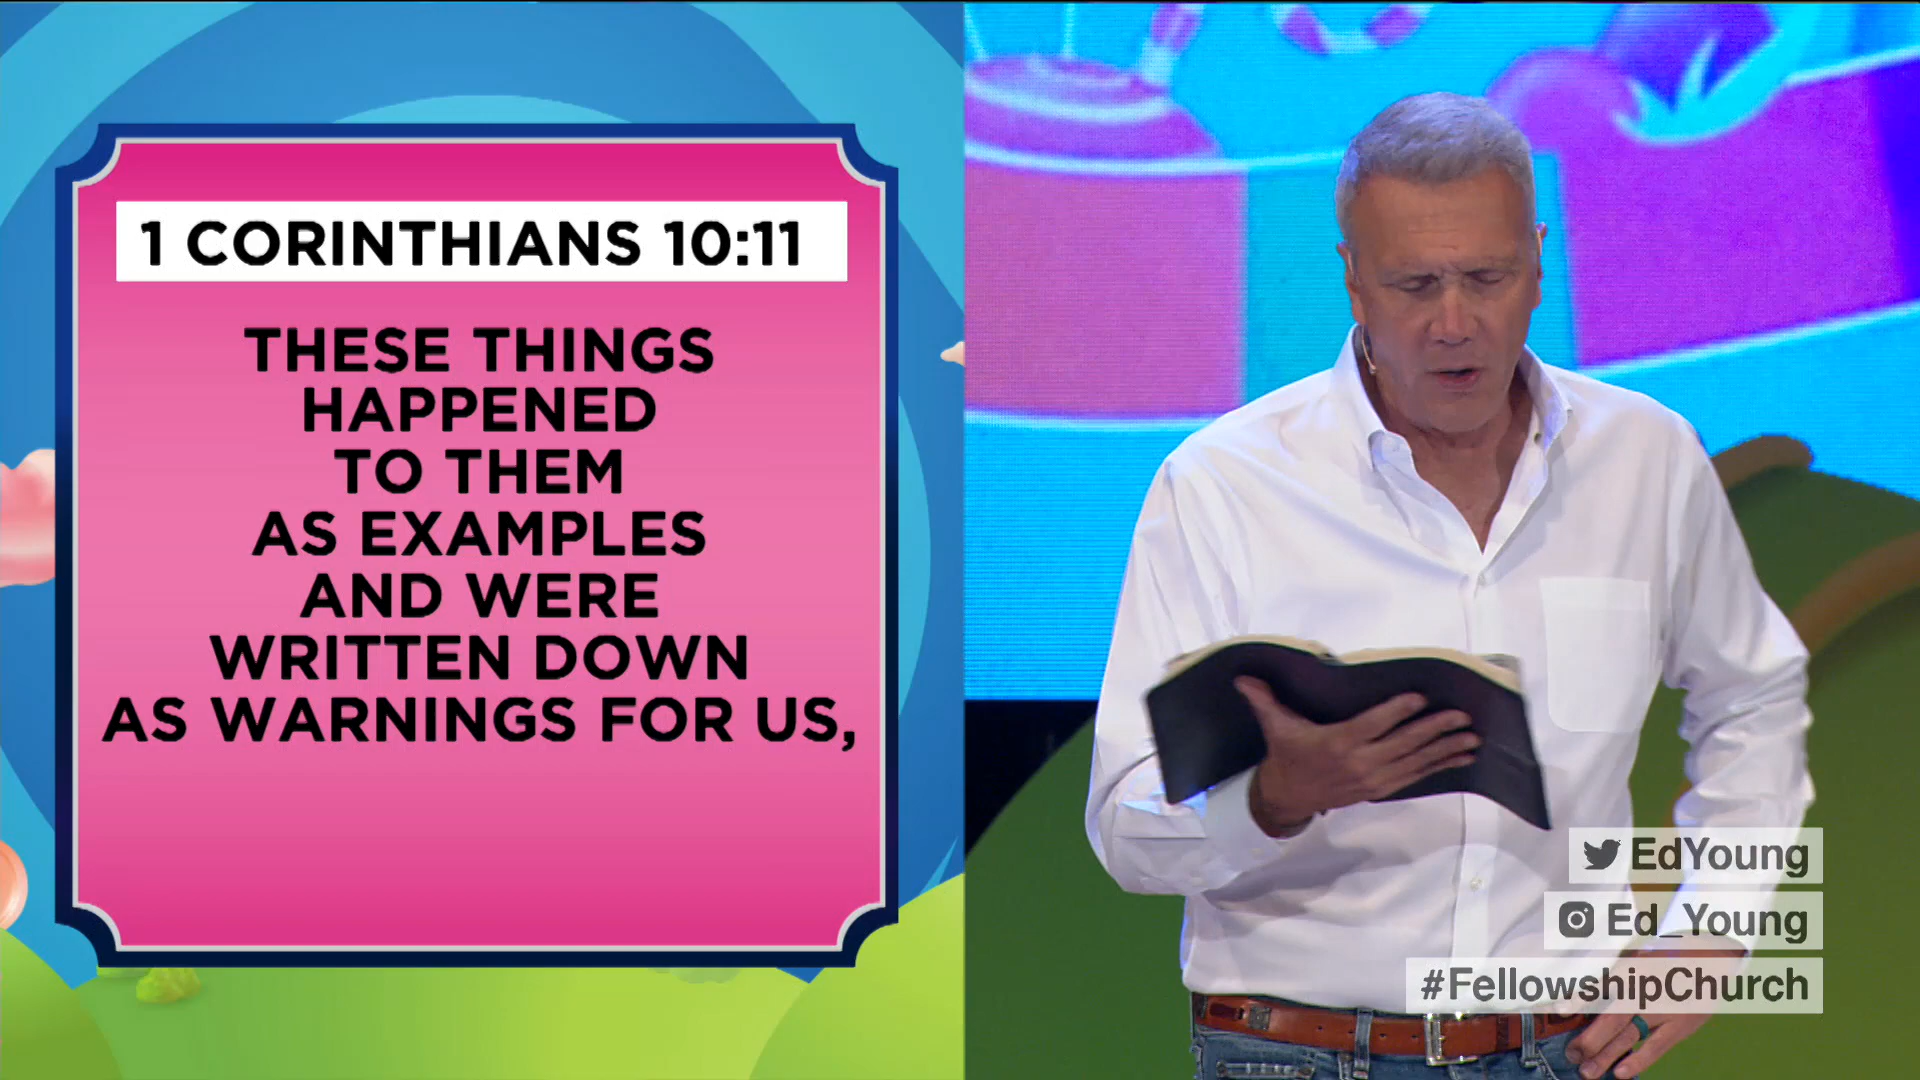 1 CORINTHIANS 10:11
THESE THINGS
HAPPENED
TO THEM
AS EXAMPLES
AND WERE
WRITTEN DOWN
AS WARNINGS FOR US,
EdYoung
Ed_Young
#FellowshipChurch